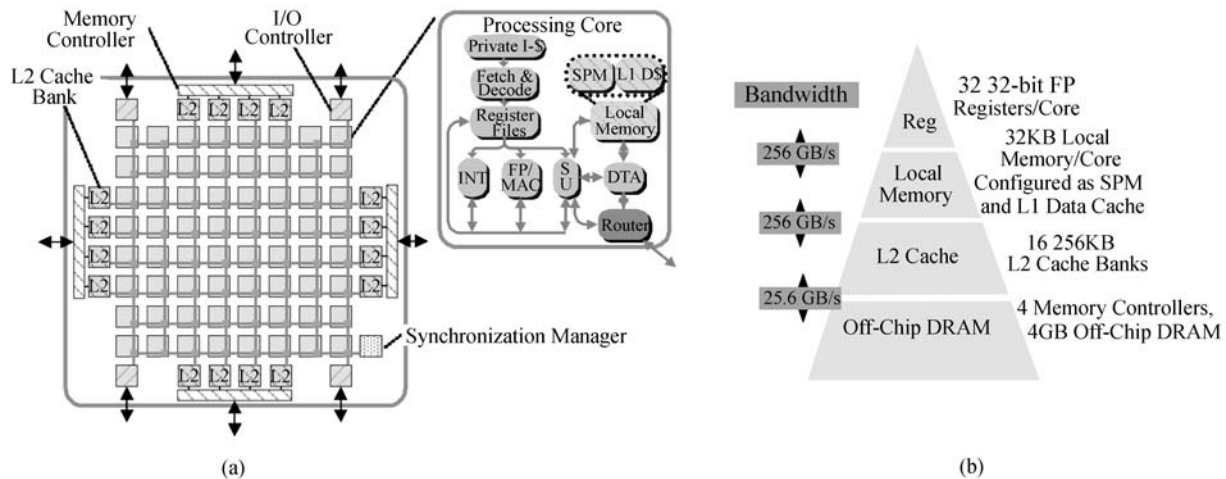 Memory
Controller
I/O
Controller
L2 Cache
Bank
L2 L2 L2 L2
L2
L2
L2
L2
L2
L2
L2
L2
L2 L2 L2 L2
Synchronization Manager
Processing Core
Private I-$
Fetch &
Decode
Register
Files
SPM L1 D$
Local
Memory
INT
FP/
MAC
S
U
DTA
Router
(a)
Bandwidth
256 GB/s
256 GB/s
25.6 GB/s
Reg
Local
Memory
L2 Cache
Off-Chip DRAM
32 32-bit FP
Registers/Core
32KB Local
Memory/Core
Configured as SPM
and L1 Data Cache
16 256KB
L2 Cache Banks
4 Memory Controllers,
4GB Off-Chip DRAM
(b)